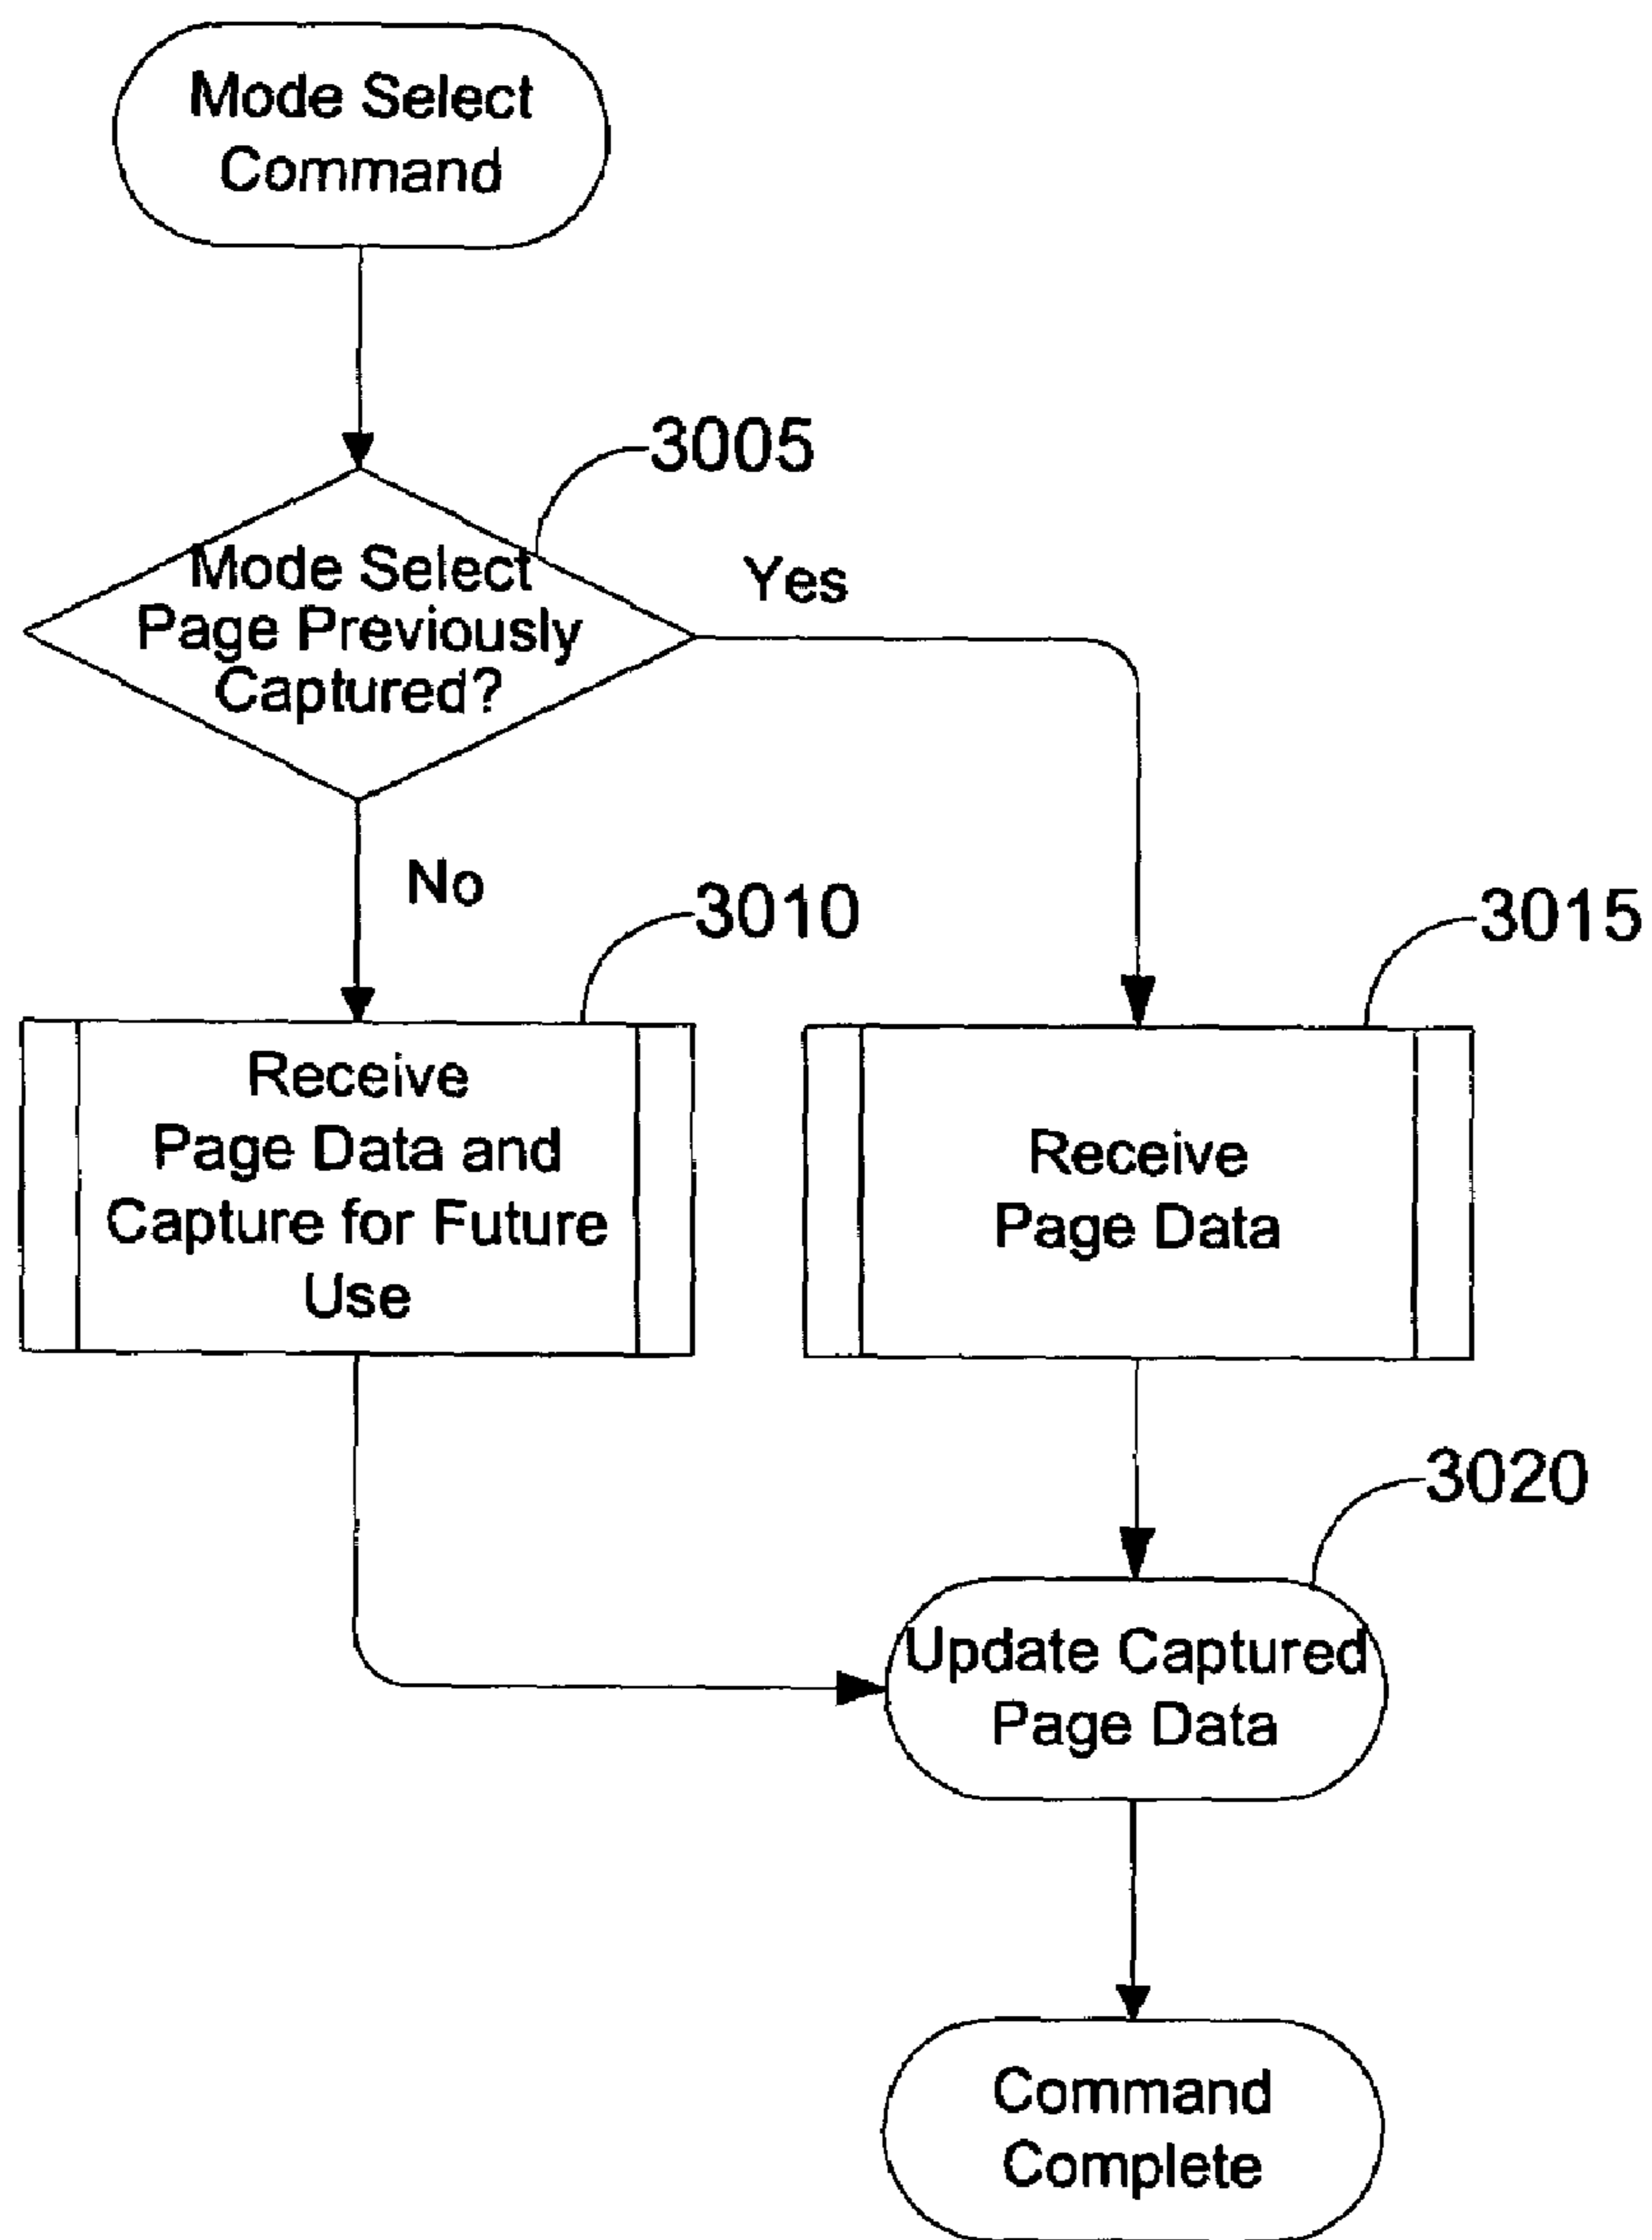 Mode Select
Command
3005
Mode Select
Page Previously
Captured?
Yes
No
3010
3015
Receive
Page Data and
Capture for Future
Use
Receive
Page Data
3020
Update Captured
Page Data
Command
Complete